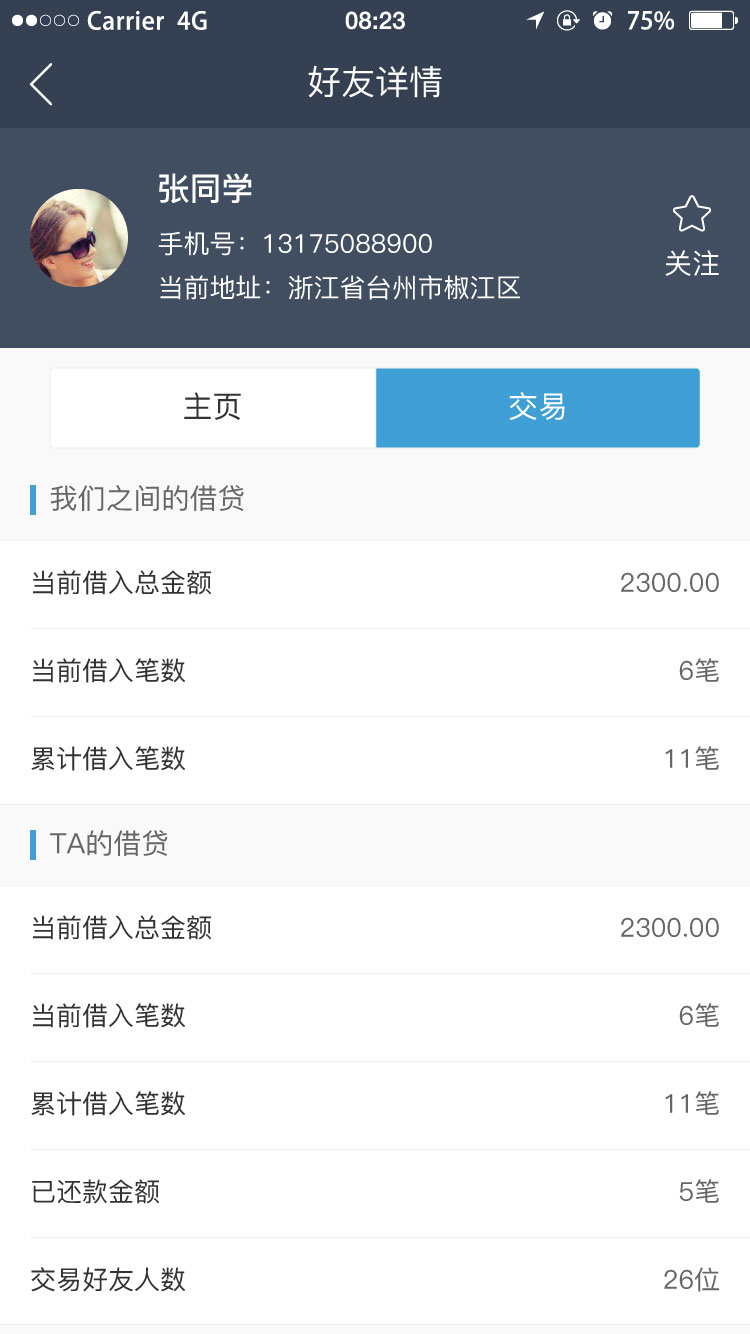 Carrier 4G 08:23 75%
好友详情
张同学
手机号：13175088900
当前地址：浙江省台州市椒江区
关注
主页 交易
我们之间的借贷
当前借入总金额 2300.00
当前借入笔数 6笔
累计借入笔数 11笔
TA的借贷
当前借入总金额 2300.00
当前借入笔数 6笔
累计借入笔数 11笔
已还款金额 5笔
交易好友人数 26位